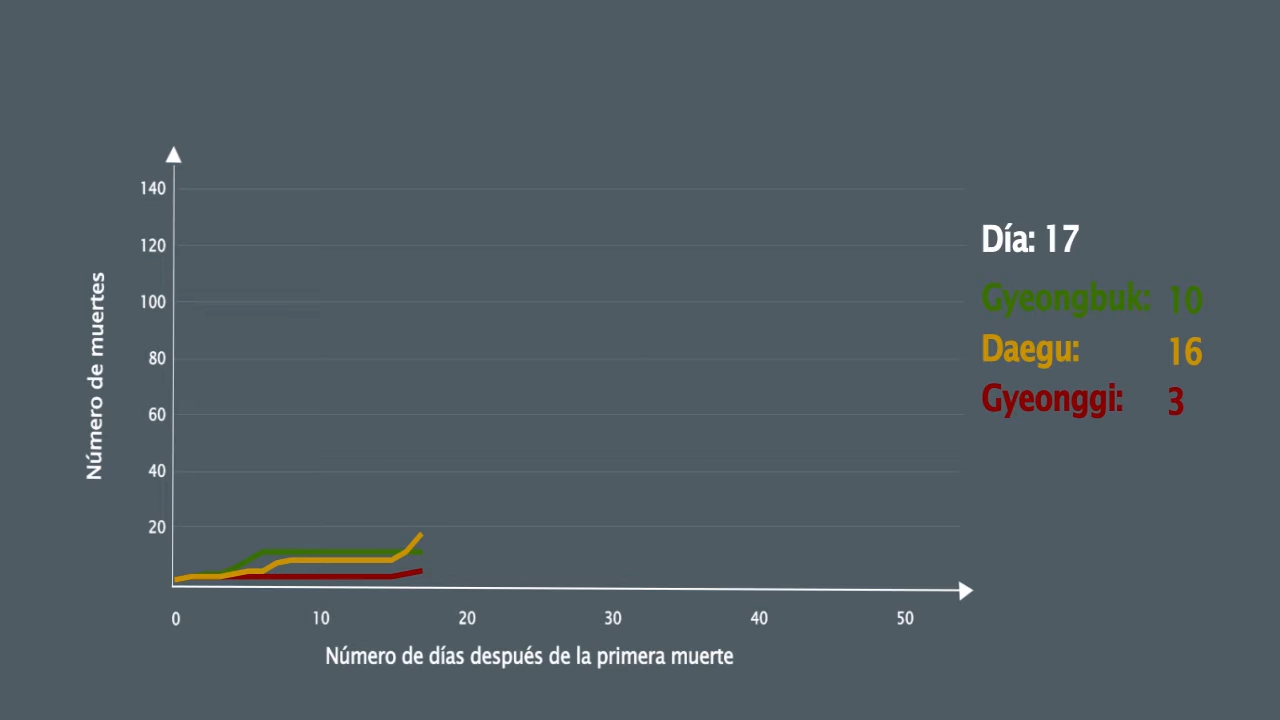 140
120
100
80
60
40
20
Número de muertes
0 10 20 30 40 50
Número de días después de la primera muerte
Día: 17
Gyeongbuk: 10
Daegu: 16
Gyeonggi: 3